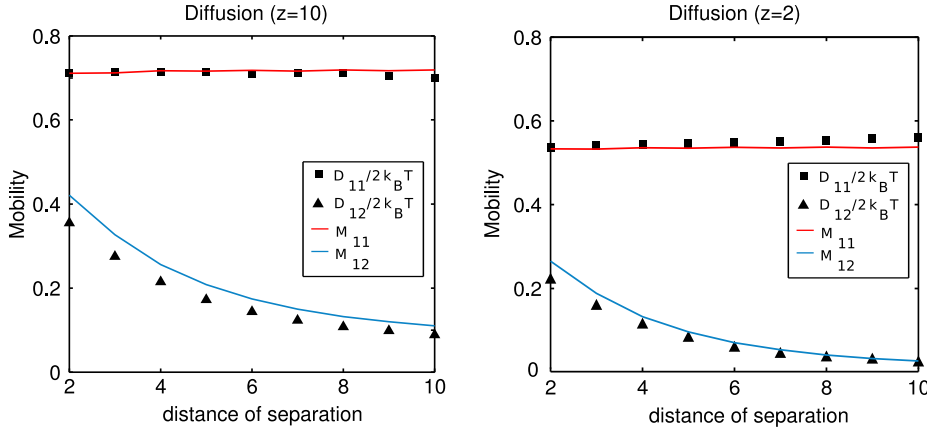 Diffusion (z=10)
Mobility
0.8
0.6
0.4
0.2
0
2
4
6
8
10
distance of separation
D11/2kBT
D12/2kBT
M11
M12
Diffusion (z=2)
Mobility
0.8
0.6
0.4
0.2
0
2
4
6
8
10
distance of separation
D11/2kBT
D12/2kBT
M11
M12